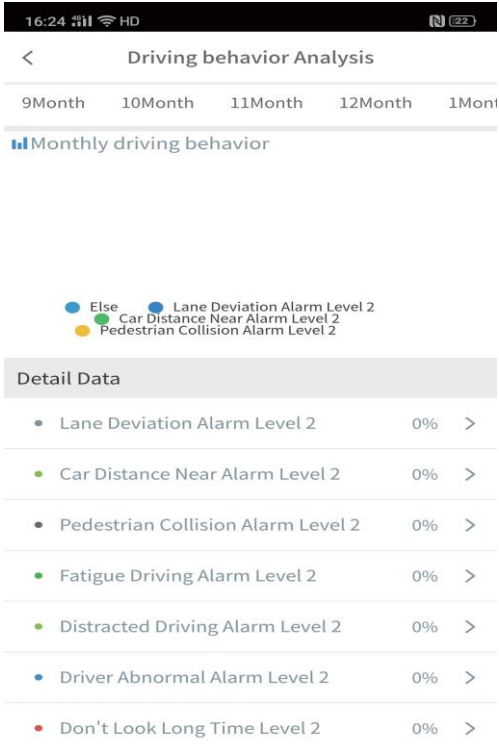 16:24 4G HD N 22
Driving behavior Analysis
9Month 10Month 11Month 12Month 1Mont
Monthly driving behavior
Else Lane Deviation Alarm Level 2
Car Distance Near Alarm Level 2
Pedestrian Collision Alarm Level 2
Detail Data
Lane Deviation Alarm Level 2 0%
Car Distance Near Alarm Level 2 0%
Pedestrian Collision Alarm Level 2 0%
Fatigue Driving Alarm Level 2 0%
Distracted Driving Alarm Level 2 0%
Driver Abnormal Alarm Level 2 0%
Don't Look Long Time Level 2 0%